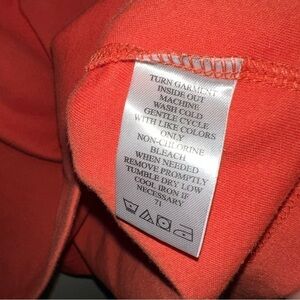 TURN GARMENT
INSIDE OUT
MACHINE
WASH COLD
GENTLE CYCLE
WITH LIKE COLORS
ONLY
NON-CHLORINE
BLEACH
WHEN NEEDED
REMOVE PROMPTLY
TUMBLE DRY LOW
COOL IRON IF
NECESSARY
71